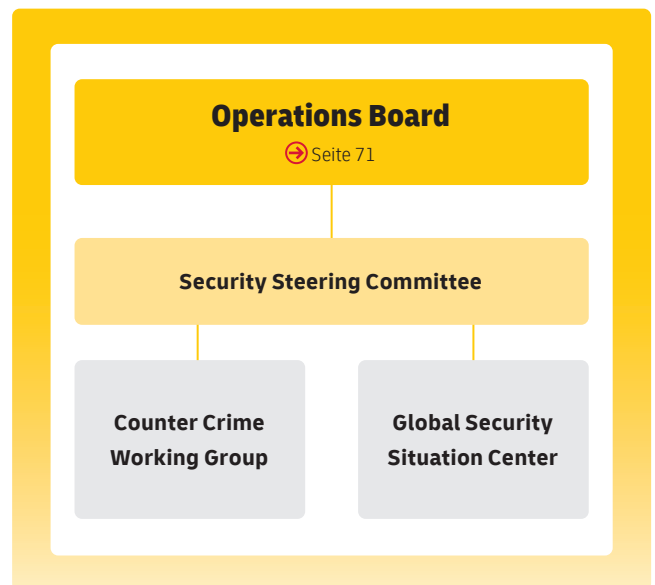 Operations Board
Seite 71
Security Steering Committee
Counter Crime
Working Group
Global Security
Situation Center